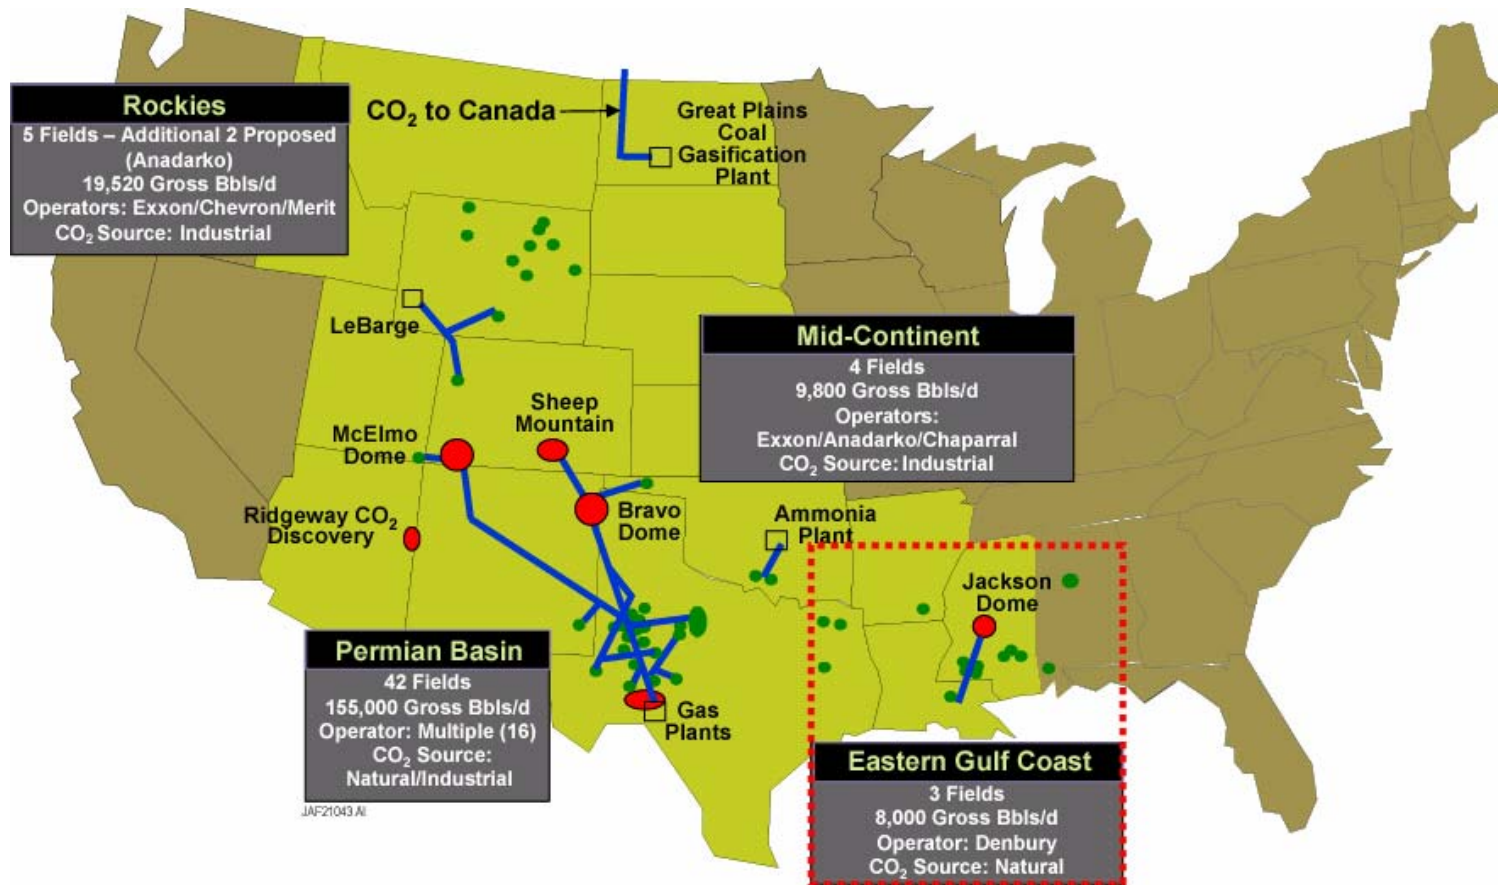 Rockies
5 Fields – Additional 2 Proposed
(Anadarko)
19,520 Gross Bbls/d
Operators: Exxon/Chevron/Merit
CO₂ Source: Industrial
CO₂ to Canada
Great Plains
Coal
Gasification
Plant
LeBarge
Mid-Continent
4 Fields
9,800 Gross Bbls/d
Operators:
Exxon/Anadarko/Chaparral
CO₂ Source: Industrial
Sheep
Mountain
McElmo
Dome
Ridgeway CO₂
Discovery
Bravo
Dome
Ammonia
Plant
Jackson
Dome
Permian Basin
42 Fields
155,000 Gross Bbls/d
Operator: Multiple (16)
CO₂ Source:
Natural/Industrial
Gas
Plants
Eastern Gulf Coast
3 Fields
8,000 Gross Bbls/d
Operator: Denbury
CO₂ Source: Natural
JAF21043.AI